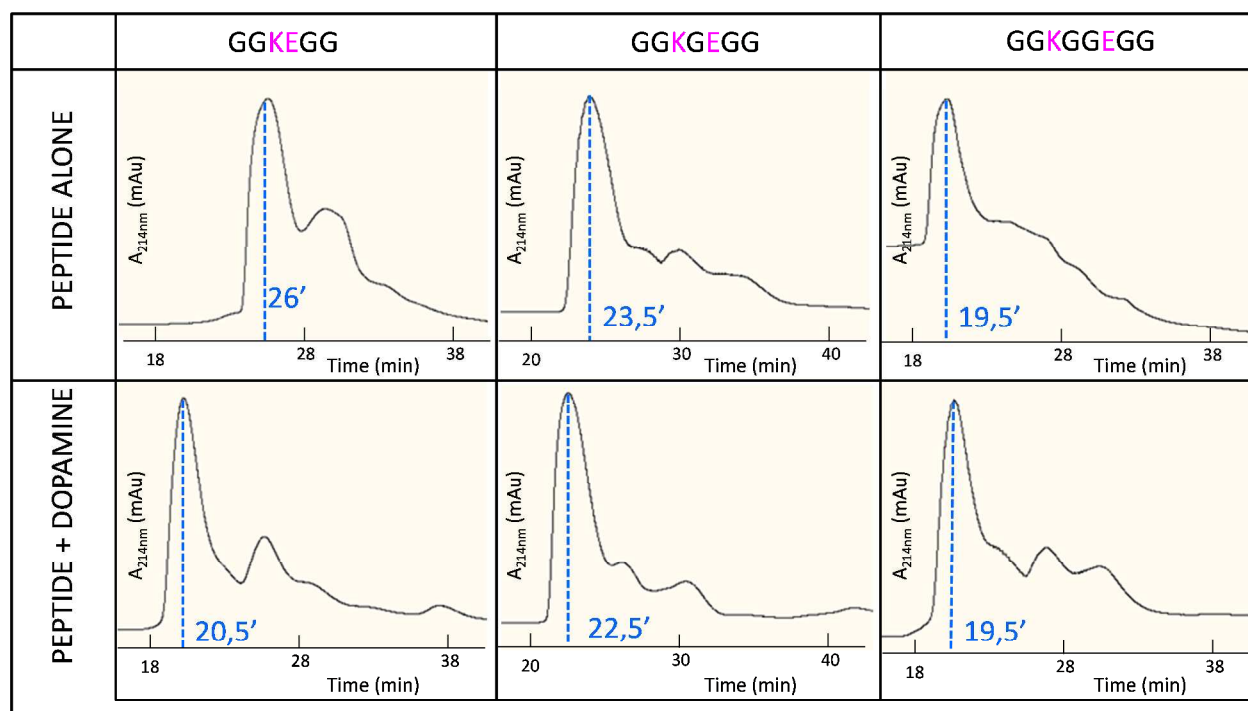 GGKEGG
GGKGEGG
GGKGGEGG
PEPTIDE ALONE
A214nm (mAu)
26'
18
28
38
Time (min)
A214nm (mAu)
23,5'
20
30
40
Time (min)
A214nm (mAu)
19,5'
18
28
38
Time (min)
PEPTIDE + DOPAMINE
A214nm (mAu)
20,5'
18
28
38
Time (min)
A214nm (mAu)
22,5'
20
30
40
Time (min)
A214nm (mAu)
19,5'
18
28
38
Time (min)